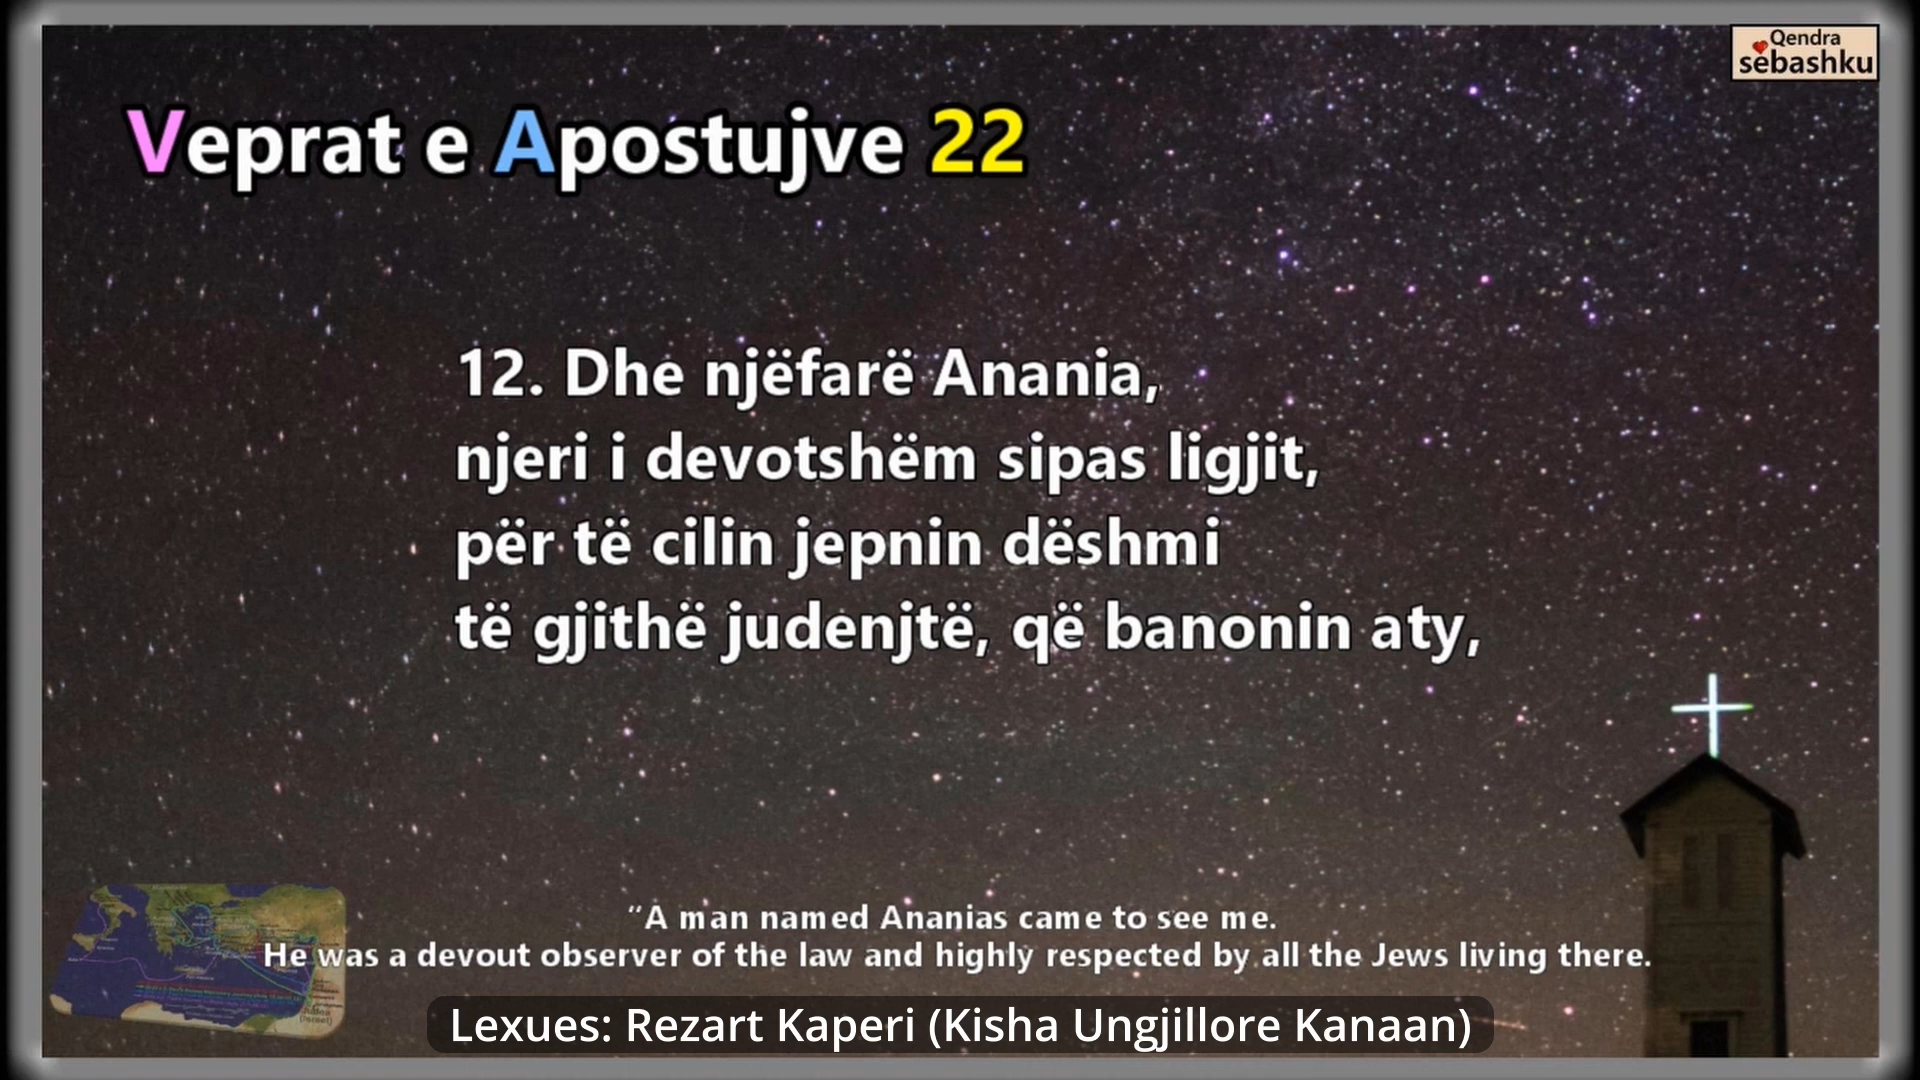 Qendra
sëbashku
Veprat e Apostujve 22
12. Dhe njëfarë Anania,
njeri i devotshëm sipas ligjit,
për të cilin jepnin dëshmi
të gjithë judenjtë, që banonin aty,
“A man named Ananias came to see me.
He was a devout observer of the law and highly respected by all the Jews living there.
Lexues: Rezart Kaperi (Kisha Ungjillore Kanaan)